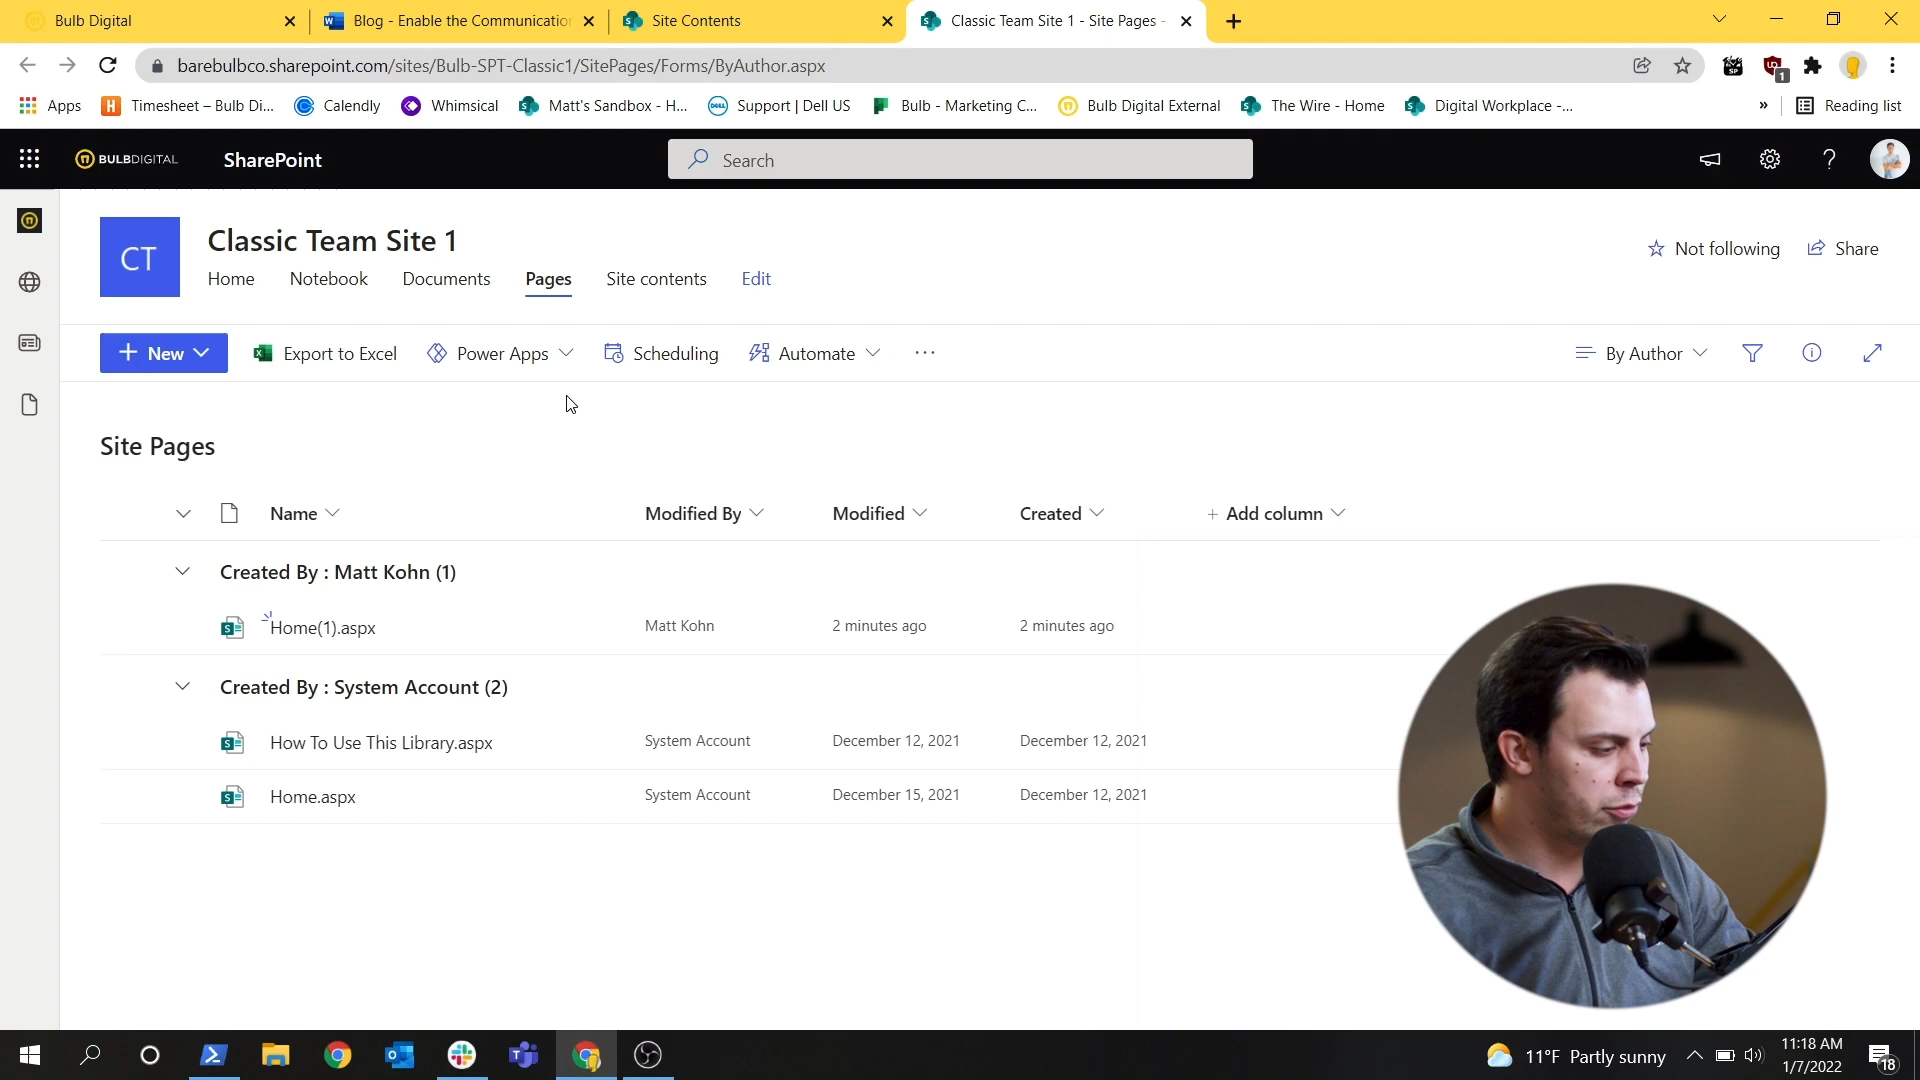 Bulb Digital
Blog - Enable the Communication
Site Contents
Classic Team Site 1 - Site Pages -
barebulbco.sharepoint.com/sites/Bulb-SPT-Classic1/SitePages/Forms/ByAuthor.aspx
1
Apps
Timesheet – Bulb Di...
Calendly
Whimsical
Matt's Sandbox - H...
Support | Dell US
Bulb - Marketing C...
Bulb Digital External
The Wire - Home
Digital Workplace -...
»
Reading list
BULBDIGITAL
SharePoint
Search
?
CT
Classic Team Site 1
Home
Notebook
Documents
Pages
Site contents
Edit
Not following
Share
+ New
Export to Excel
Power Apps
Scheduling
Automate
...
By Author
Site Pages
Name
Modified By
Modified
Created
+ Add column
Created By : Matt Kohn (1)
Home(1).aspx
Matt Kohn
2 minutes ago
2 minutes ago
Created By : System Account (2)
How To Use This Library.aspx
System Account
December 12, 2021
December 12, 2021
Home.aspx
System Account
December 15, 2021
December 12, 2021
11°F Partly sunny
11:18 AM
1/7/2022
18